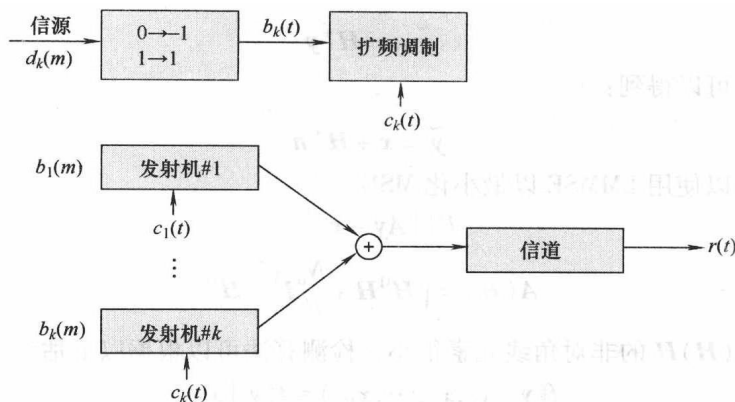 信源
d_k(m)
0→-1
1→1
b_k(t)
扩频调制
c_k(t)
b_1(m)
发射机#1
c_1(t)
⋮
b_k(m)
发射机#k
c_k(t)
+
信道
r(t)